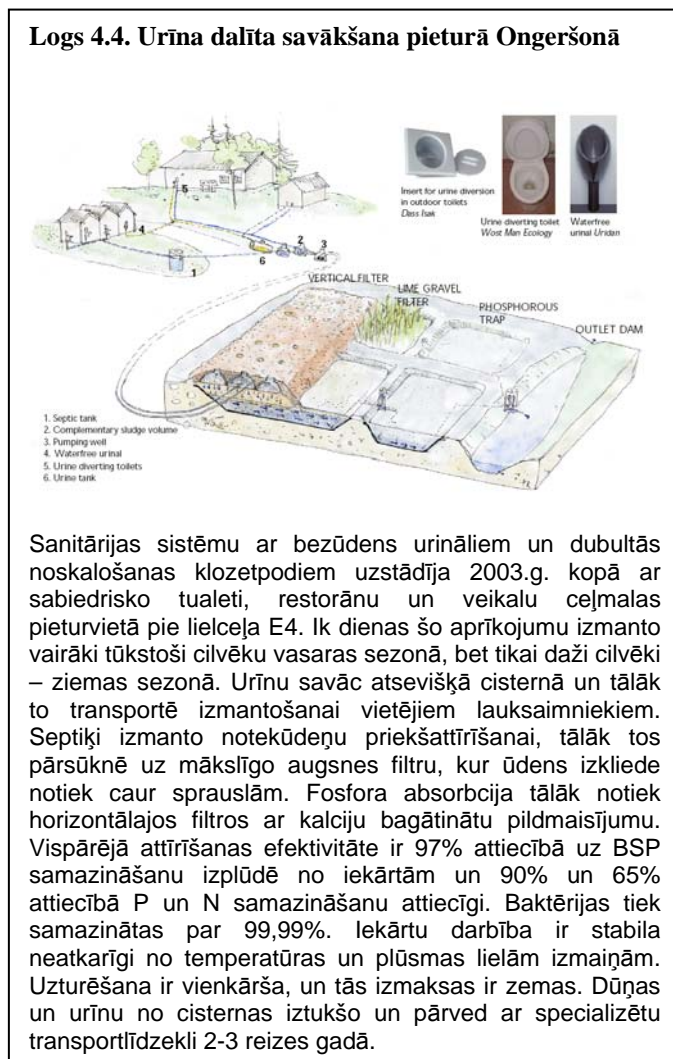 Logs 4.4. Urīna dalīta savākšana pieturā Ongeršonā
Insert for urine diversion
in outdoor toilets
Dass Isak
Urine diverting toilet
Wost Man Ecology
Waterfree
urinal Uridan
5
4
1
6
2
3
VERTICAL FILTER
LIME GRAVEL
FILTER
PHOSPHOROUS
TRAP
OUTLET DAM
1. Septic tank
2. Complementary sludge volume
3. Pumping well
4. Waterfree urinal
5. Urine diverting toilets
6. Urine tank
Sanitārijas sistēmu ar bezūdens urināliem un dubultās
noskalošanas klozetpodiem uzstādīja 2003.g. kopā ar
sabiedrisko tualeti, restorānu un veikalu ceļmalas
pieturvietā pie lielceļa E4. Ik dienas šo aprīkojumu izmanto
vairāki tūkstoši cilvēku vasaras sezonā, bet tikai daži cilvēki
– ziemas sezonā. Urīnu savāc atsevišķā cisternā un tālāk
to transportē izmantošanai vietējiem lauksaimniekiem.
Septiķi izmanto notekūdeņu priekšattīrīšanai, tālāk tos
pārsūknē uz mākslīgo augsnes filtru, kur ūdens izkliede
notiek caur sprauslām. Fosfora absorbcija tālāk notiek
horizontālajos filtros ar kalciju bagātinātu pildmaisījumu.
Vispārējā attīrīšanas efektivitāte ir 97% attiecībā uz BSP
samazināšanu izplūdē no iekārtām un 90% un 65%
attiecībā P un N samazināšanu attiecīgi. Baktērijas tiek
samazinātas par 99,99%. Iekārtu darbība ir stabila
neatkarīgi no temperatūras un plūsmas lielām izmaiņām.
Uzturēšana ir vienkārša, un tās izmaksas ir zemas. Dūņas
un urīnu no cisternas iztukšo un pārved ar specializētu
transportlīdzekli 2-3 reizes gadā.